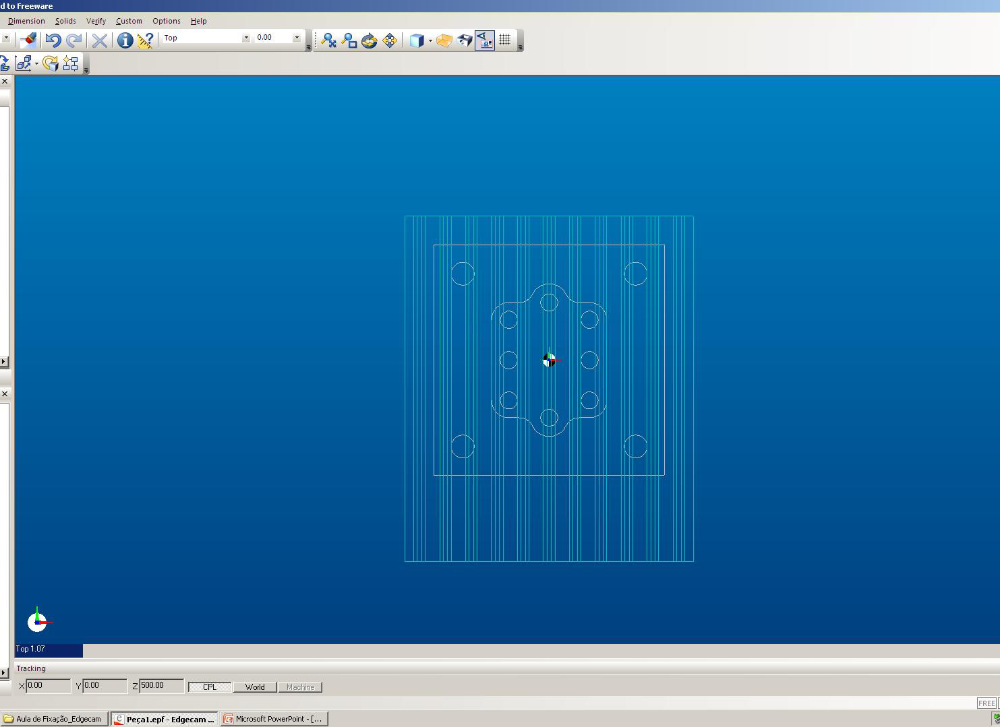 d to Freeware
Dimension Solids Verify Custom Options Help
Top 0.00
Top 1.07
Tracking
X 0.00 Y 0.00 Z 500.00 CPL World Machine
FREE
Aula de Fixação_Edgecam Peça1.epf - Edgecam ... Microsoft PowerPoint - [...